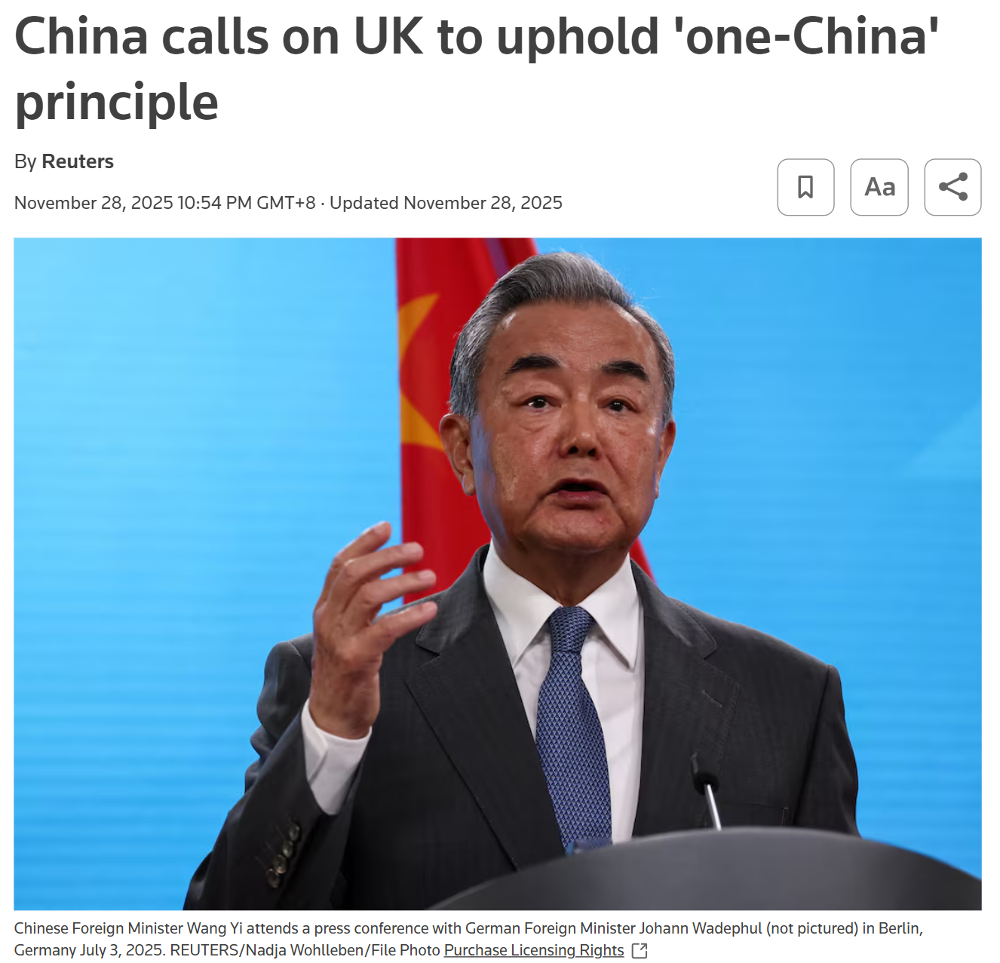 China calls on UK to uphold 'one-China'
principle
By Reuters
November 28, 2025 10:54 PM GMT+8 · Updated November 28, 2025
Aa
Chinese Foreign Minister Wang Yi attends a press conference with German Foreign Minister Johann Wadephul (not pictured) in Berlin,
Germany July 3, 2025. REUTERS/Nadja Wohlleben/File Photo Purchase Licensing Rights